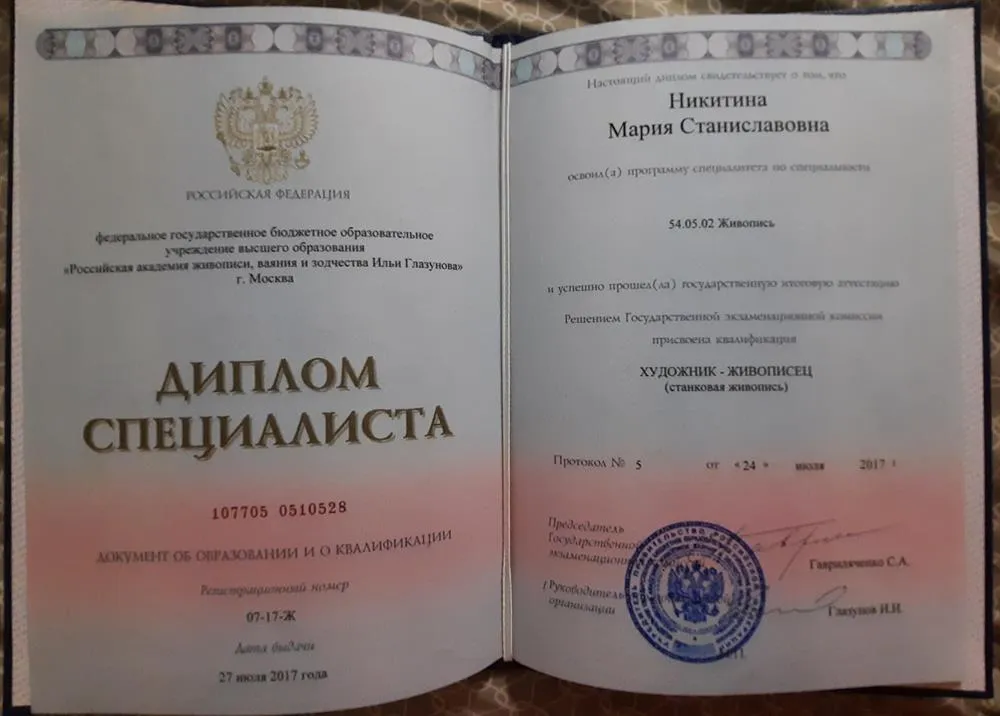 РОССИЙСКАЯ ФЕДЕРАЦИЯ
федеральное государственное бюджетное образовательное
учреждение высшего образования
«Российская академия живописи, ваяния и зодчества Ильи Глазунова»
г. Москва
ДИПЛОМ
СПЕЦИАЛИСТА
107705 0510528
ДОКУМЕНТ ОБ ОБРАЗОВАНИИ И О КВАЛИФИКАЦИИ
Регистрационный номер
07-17-Ж
Дата выдачи
27 июля 2017 года
Настоящий диплом свидетельствует о том, что
Никитина
Мария Станиславовна
освоил(а) программу специалитета по специальности
54.05.02 Живопись
и успешно прошел(ла) государственную итоговую аттестацию
Решением Государственной экзаменационной комиссии
присвоена квалификация
ХУДОЖНИК - ЖИВОПИСЕЦ
(станковая живопись)
Протокол № 5 от «24» июля 2017 г
Председатель
Государственной
экзаменационной
Гавриляченко С.А.
Руководитель
организации
Глазунов И.И.